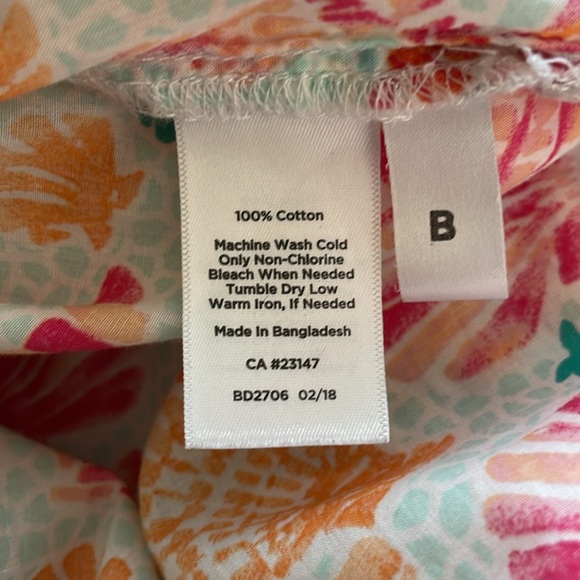 100% Cotton
Machine Wash Cold
Only Non-Chlorine
Bleach When Needed
Tumble Dry Low
Warm Iron, If Needed
Made In Bangladesh
CA #23147
BD2706 02/18
B